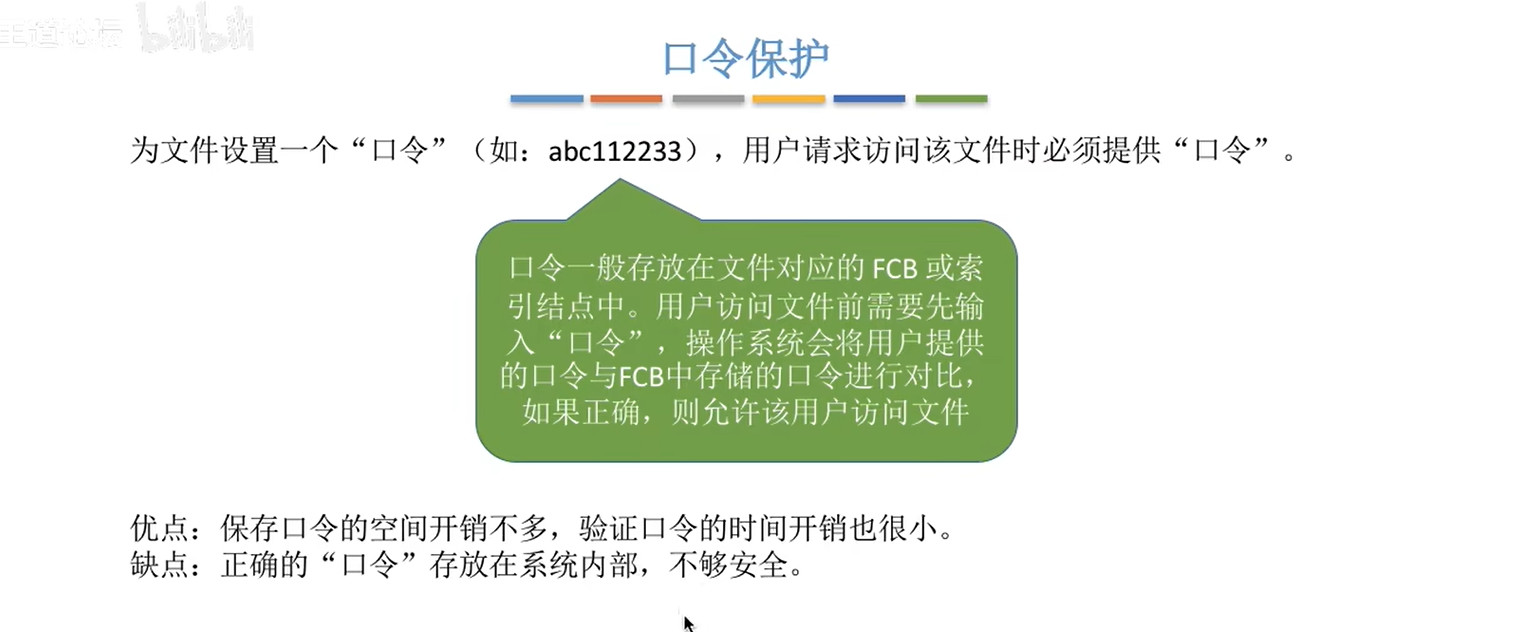 王道论坛 bilibili
口令保护
为文件设置一个“口令”（如：abc112233），用户请求访问该文件时必须提供“口令”。
口令一般存放在文件对应的 FCB 或索
引结点中。用户访问文件前需要先输
入“口令”，操作系统会将用户提供
的口令与FCB中存储的口令进行对比，
如果正确，则允许该用户访问文件
优点：保存口令的空间开销不多，验证口令的时间开销也很小。
缺点：正确的“口令”存放在系统内部，不够安全。